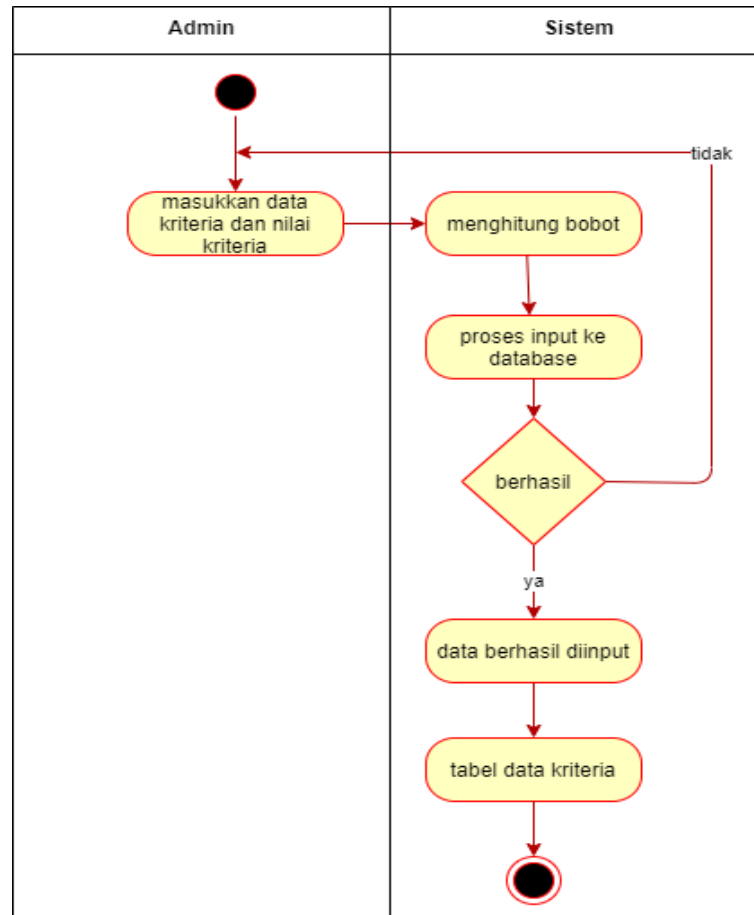 Admin
Sistem
tidak
masukkan data
kriteria dan nilai
kriteria
menghitung bobot
proses input ke
database
berhasil
ya
data berhasil diinput
tabel data kriteria